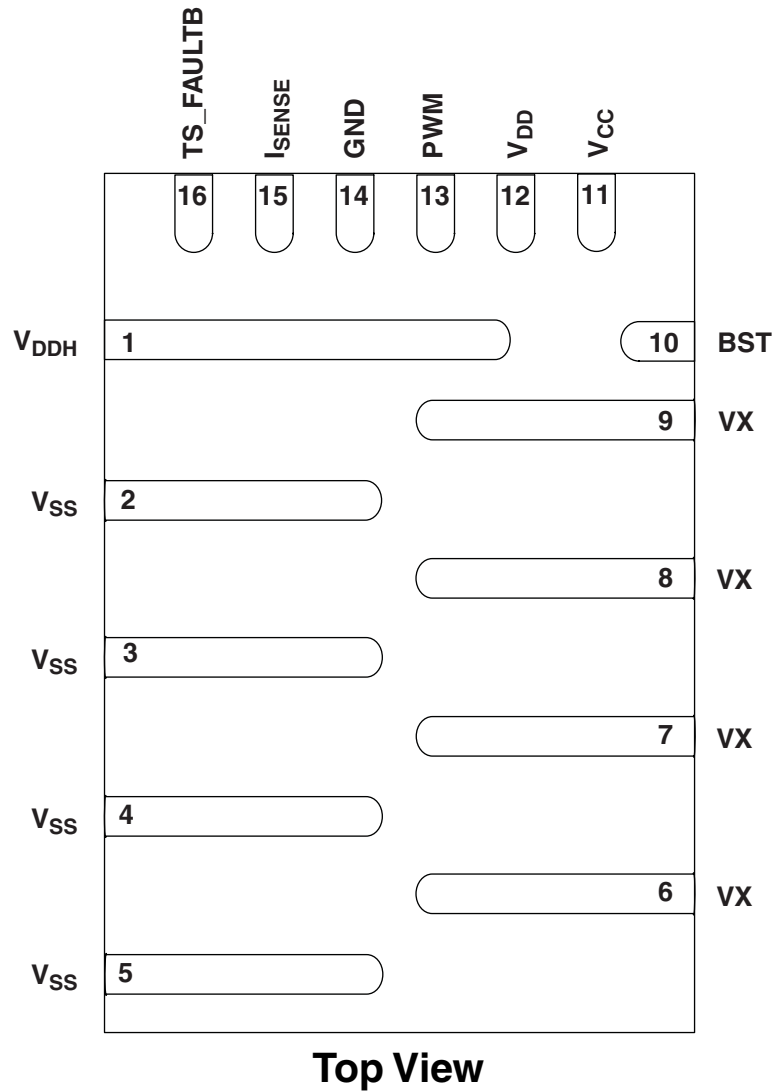 TS_FAULTB
ISENSE
GND
PWM
VDD
VCC
16 15 14 13 12 11
VDDH 1 10 BST
9 VX
VSS 2
8 VX
VSS 3
7 VX
VSS 4
6 VX
VSS 5
Top View